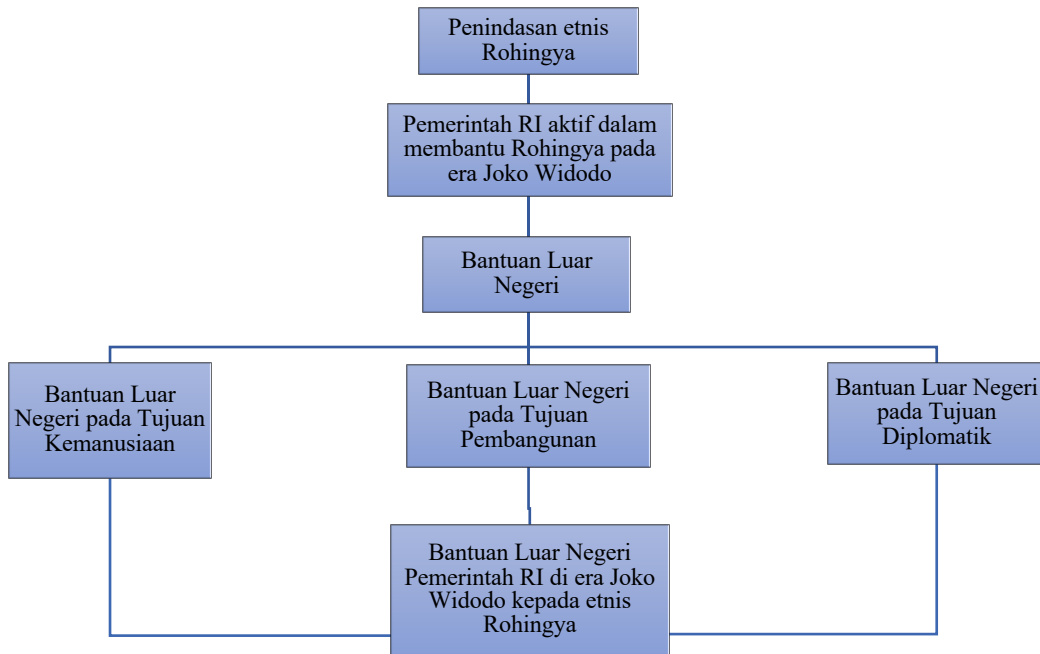 Penindasan etnis
Rohingya
Pemerintah RI aktif dalam
membantu Rohingya pada
era Joko Widodo
Bantuan Luar
Negeri
Bantuan Luar
Negeri pada Tujuan
Kemanusiaan
Bantuan Luar Negeri
pada Tujuan
Pembangunan
Bantuan Luar Negeri
pada Tujuan
Diplomatik
Bantuan Luar Negeri
Pemerintah RI di era Joko
Widodo kepada etnis
Rohingya